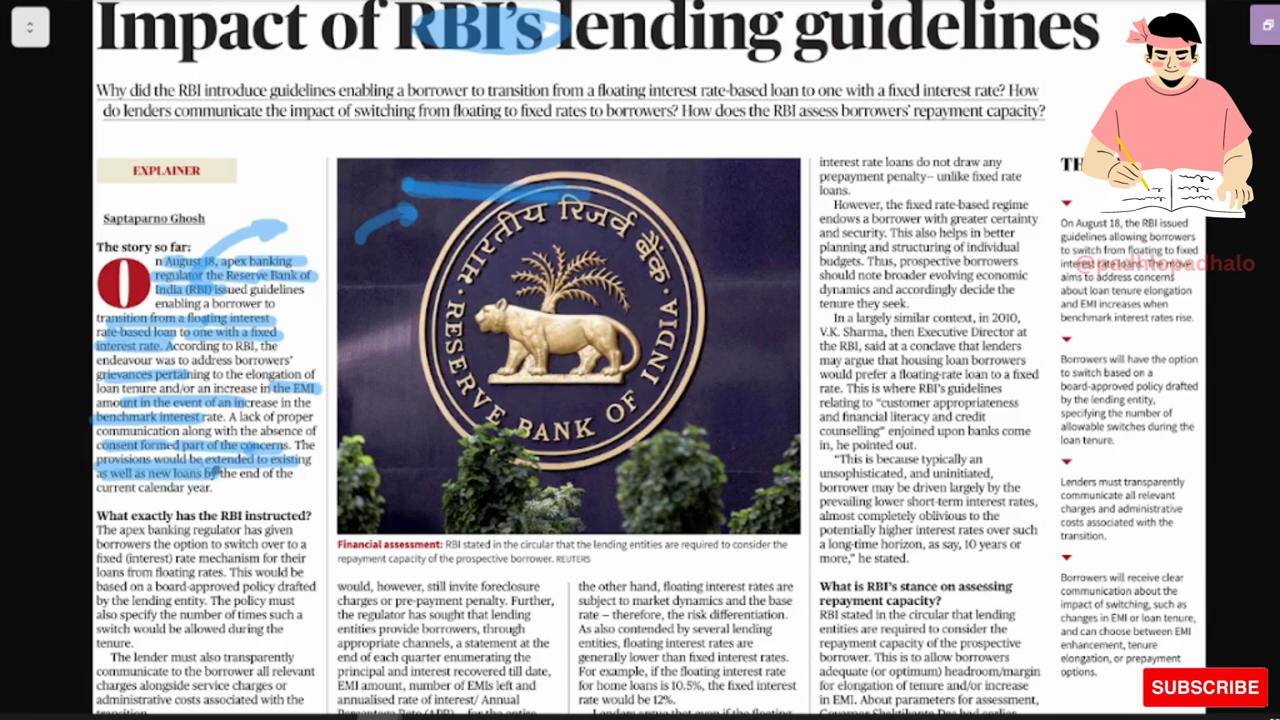 Impact of RBI's lending guidelines
Why did the RBI introduce guidelines enabling a borrower to transition from a floating interest rate-based loan to one with a fixed interest rate? How
do lenders communicate the impact of switching from floating to fixed rates to borrowers? How does the RBI assess borrowers' repayment capacity?
EXPLAINER
Saptaparno Ghosh
The story so far:
On August 18, apex banking
regulator the Reserve Bank of
India (RBI) issued guidelines
enabling a borrower to
transition from a floating interest
rate-based loan to one with a fixed
interest rate. According to RBI, the
endeavour was to address borrowers'
grievances pertaining to the elongation of
loan tenure and/or an increase in the EMI
amount in the event of an increase in the
benchmark interest rate. A lack of proper
communication along with the absence of
consent formed part of the concerns. The
provisions would be extended to existing
as well as new loans by the end of the
current calendar year.
What exactly has the RBI instructed?
The apex banking regulator has given
borrowers the option to switch over to a
fixed (interest) rate mechanism for their
loans from floating rates. This would be
based on a board-approved policy drafted
by the lending entity. The policy must
also specify the number of times such a
switch would be allowed during the
tenure.
The lender must also transparently
communicate to the borrower all relevant
charges alongside service charges or
administrative costs associated with the
transition.
भारतीय रिज़र्व बैंक
RESERVE BANK OF INDIA
Financial assessment: RBI stated in the circular that the lending entities are required to consider the
repayment capacity of the prospective borrower. REUTERS
would, however, still invite foreclosure
charges or pre-payment penalty. Further,
the regulator has sought that lending
entities provide borrowers, through
appropriate channels, a statement at the
end of each quarter enumerating the
principal and interest recovered till date,
EMI amount, number of EMIs left and
annualised rate of interest/ Annual
Percentage Rate (APR) – for the entire
the other hand, floating interest rates are
subject to market dynamics and the base
rate – therefore, the risk differentiation.
As also contended by several lending
entities, floating interest rates are
generally lower than fixed interest rates.
For example, if the floating interest rate
for home loans is 10.5%, the fixed interest
rate would be 12%.
Lenders argue that even if the floating
interest rate loans do not draw any
prepayment penalty– unlike fixed rate
loans.
However, the fixed rate-based regime
endows a borrower with greater certainty
and security. This also helps in better
planning and structuring of individual
budgets. Thus, prospective borrowers
should note broader evolving economic
dynamics and accordingly decide the
tenure they seek.
In a largely similar context, in 2010,
V.K. Sharma, then Executive Director at
the RBI, said at a conclave that lenders
may argue that housing loan borrowers
would prefer a floating-rate loan to a fixed
rate. This is where RBI's guidelines
relating to “customer appropriateness
and financial literacy and credit
counselling” enjoined upon banks come
in, he pointed out.
“This is because typically an
unsophisticated, and uninitiated,
borrower may be driven largely by the
prevailing lower short-term interest rates,
almost completely oblivious to the
potentially higher interest rates over such
a long-time horizon, as say, 10 years or
more,” he stated.
What is RBI's stance on assessing
repayment capacity?
RBI stated in the circular that lending
entities are required to consider the
repayment capacity of the prospective
borrower. This is to allow borrowers
adequate (or optimum) headroom/margin
for elongation of tenure and/or increase
in EMI. About parameters for assessment,
Governor Shaktikanta Das had earlier
TH
On August 18, the RBI issued
guidelines allowing borrowers
to switch from floating to fixed
interest rate loans. The move
aims to address concerns
about loan tenure elongation
and EMI increases when
benchmark interest rates rise.
Borrowers will have the option
to switch based on a
board-approved policy drafted
by the lending entity,
specifying the number of
allowable switches during the
loan tenure.
Lenders must transparently
communicate all relevant
charges and administrative
costs associated with the
transition.
Borrowers will receive clear
communication about the
impact of switching, such as
changes in EMI or loan tenure,
and can choose between EMI
enhancement, tenure
elongation, or prepayment
options.
@padhlopadhalo
SUBSCRIBE